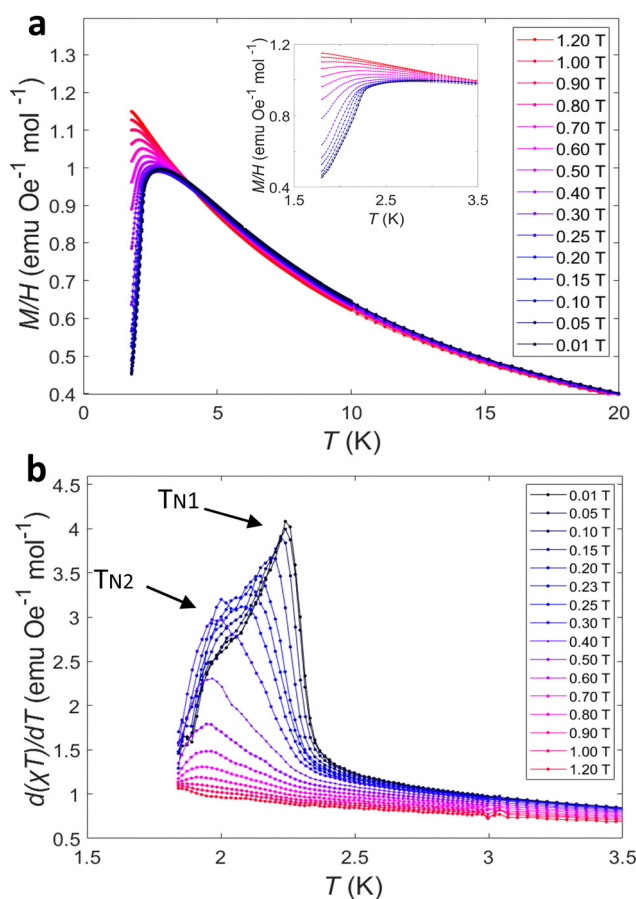 a
1.3
1.2
1.1
1
0.9
0.8
0.7
0.6
0.5
0.4
M/H (emu Oe⁻¹ mol⁻¹)
0 5 10 15 20
T (K)
1.2
0.8
0.4
M/H (emu Oe⁻¹ mol⁻¹)
1.5 2.5 3.5
T (K)
1.20 T
1.00 T
0.90 T
0.80 T
0.70 T
0.60 T
0.50 T
0.40 T
0.30 T
0.25 T
0.20 T
0.15 T
0.10 T
0.05 T
0.01 T
b
4.5
4
3.5
3
2.5
2
1.5
1
0.5
d(χT)/dT (emu Oe⁻¹ mol⁻¹)
1.5 2 2.5 3 3.5
T (K)
TN1
TN2
0.01 T
0.05 T
0.10 T
0.15 T
0.20 T
0.23 T
0.25 T
0.30 T
0.40 T
0.50 T
0.60 T
0.70 T
0.80 T
0.90 T
1.00 T
1.20 T